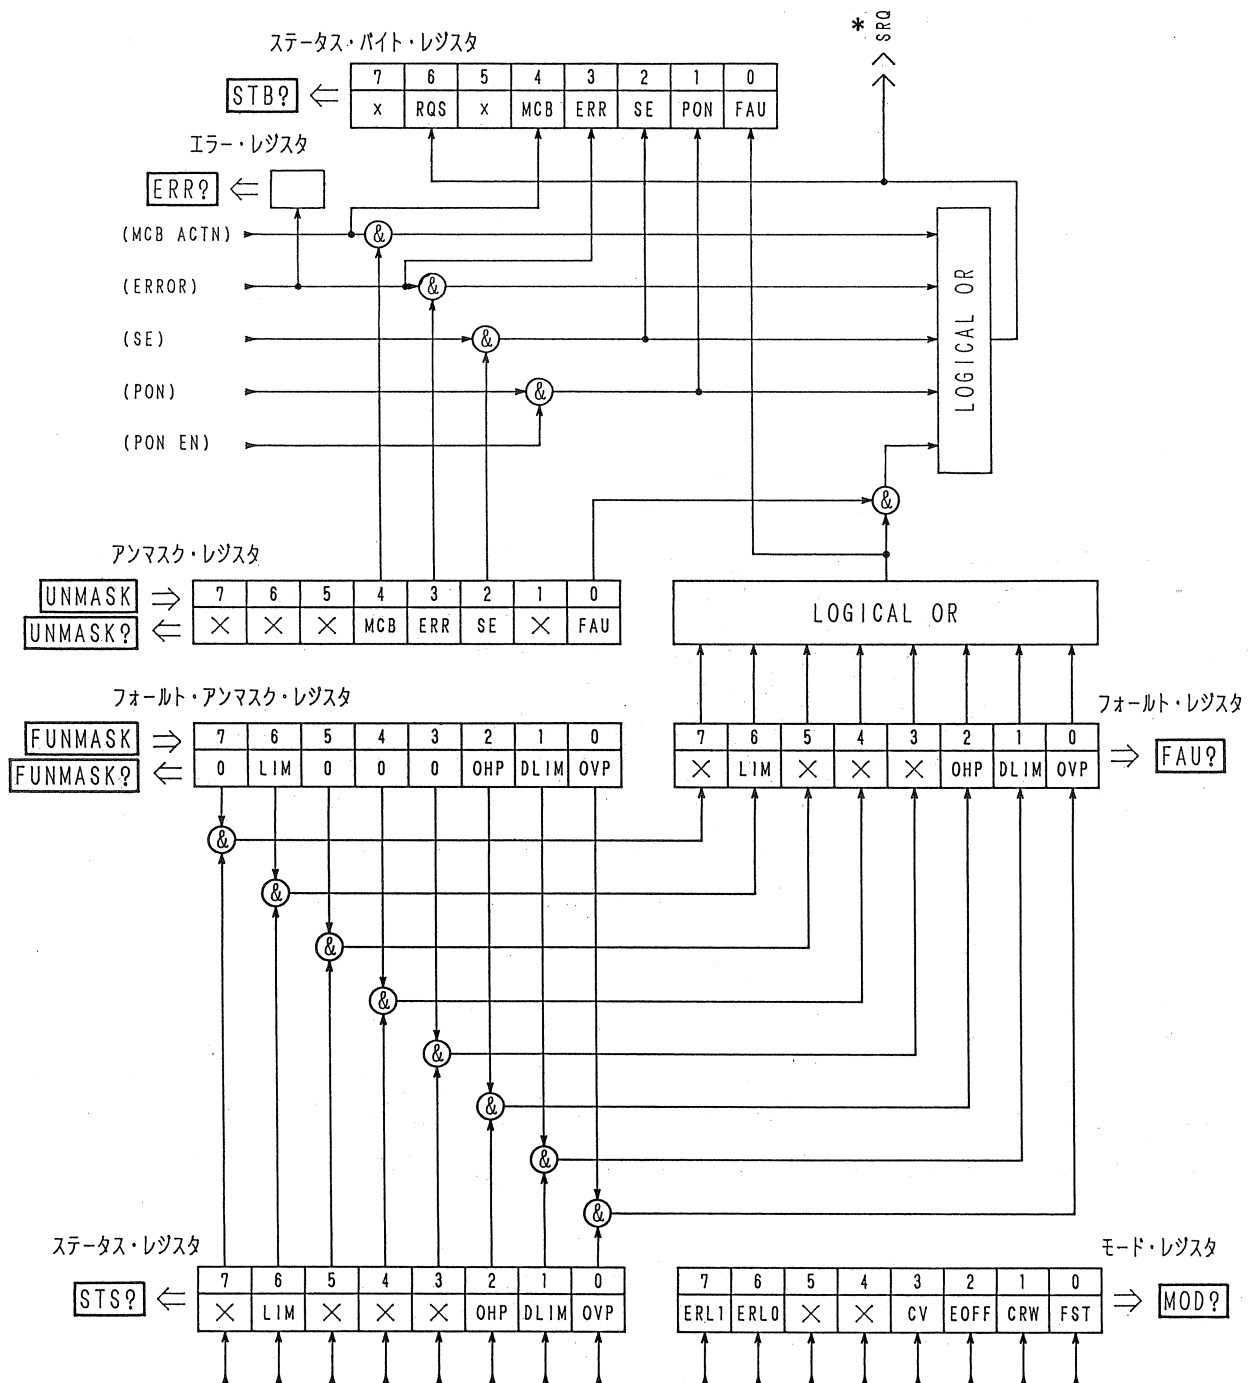 * SRQ
ステータス・バイト・レジスタ
7 6 5 4 3 2 1 0
STB? ⇐ × RQS × MCB ERR SE PON FAU
エラー・レジスタ
ERR? ⇐
(MCB ACTN) &
(ERROR) &
(SE) &
(PON) &
(PON EN)
LOGICAL OR
&
アンマスク・レジスタ
UNMASK ⇒ 7 6 5 4 3 2 1 0
UNMASK? ⇐ × × × MCB ERR SE × FAU
LOGICAL OR
フォールト・アンマスク・レジスタ
FUNMASK ⇒ 7 6 5 4 3 2 1 0
FUNMASK? ⇐ 0 LIM 0 0 0 OHP DLIM OVP
フォールト・レジスタ
7 6 5 4 3 2 1 0
× LIM × × × OHP DLIM OVP ⇒ FAU?
&
&
&
&
&
&
&
&
ステータス・レジスタ
7 6 5 4 3 2 1 0
STS? ⇐ × LIM × × × OHP DLIM OVP
モード・レジスタ
7 6 5 4 3 2 1 0
ERL1 ERL0 × × CV EOFF CRW FST ⇒ MOD?